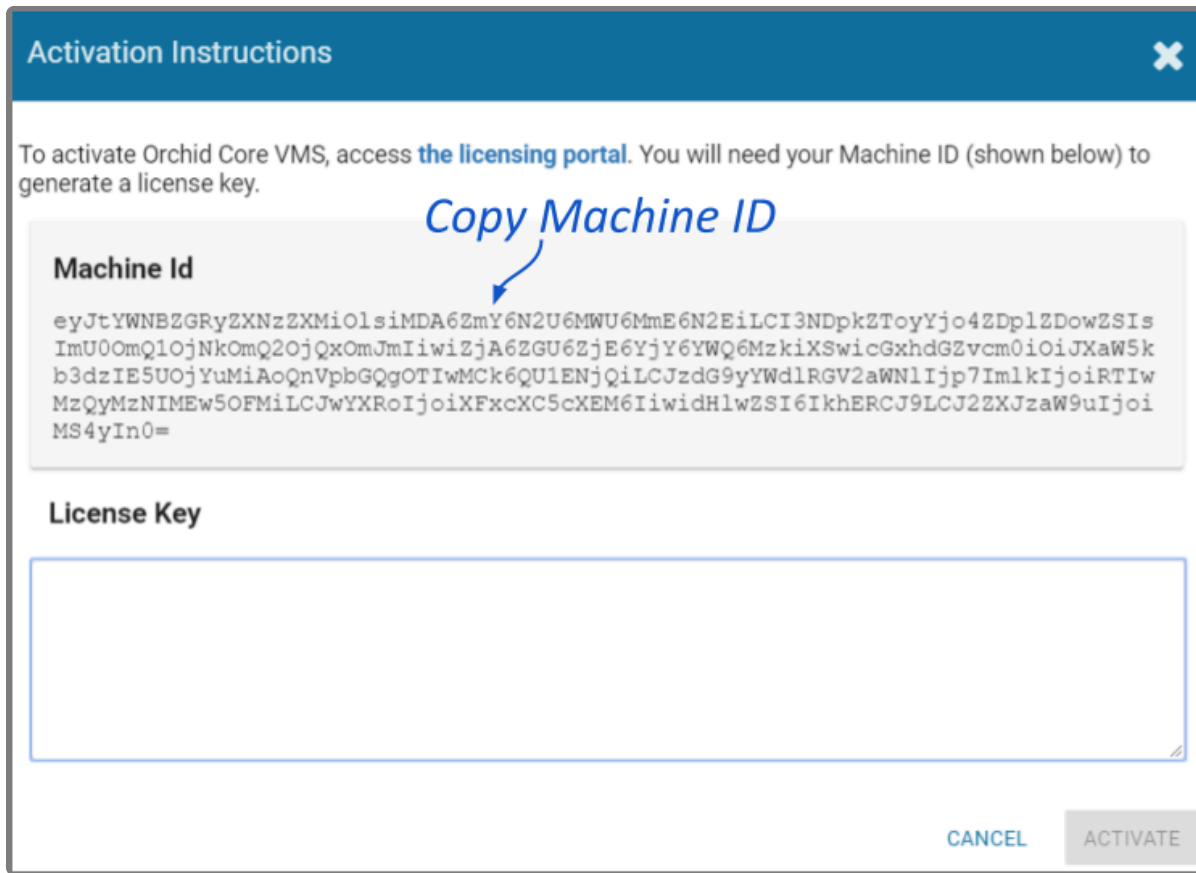 Activation Instructions
To activate Orchid Core VMS, access the licensing portal. You will need your Machine ID (shown below) to
generate a license key.
Copy Machine ID
Machine Id
eyJtYWNBZGRyZXNzZXMiOlsiMDA6ZmY6N2U6MWU6MmE6N2EiLCI3NDpkZToyYjo4ZDplZDowZSIs
ImU0OmQ1OjNkOmQ2OjQxOmJmIiwiZjA6ZGU6ZjE6YjY6YWQ6MzkiXSwicGxhdGZvcm0iOiJXaW5k
b3dzIE5UOjYuMiAoQnVpbGQgOTIwMCk6QU1ENjQiLCJzdG9yYWdlRGV2aWNlIjp7ImlkIjoiRTIw
MzQyMzNIMEw5OFMiLCJwYXRoIjoiXFxcXC5cXEM6IiwidHlwZSI6IkhERCJ9LCJ2ZXJzaW9uIjoi
MS4yIn0=
License Key
CANCEL
ACTIVATE